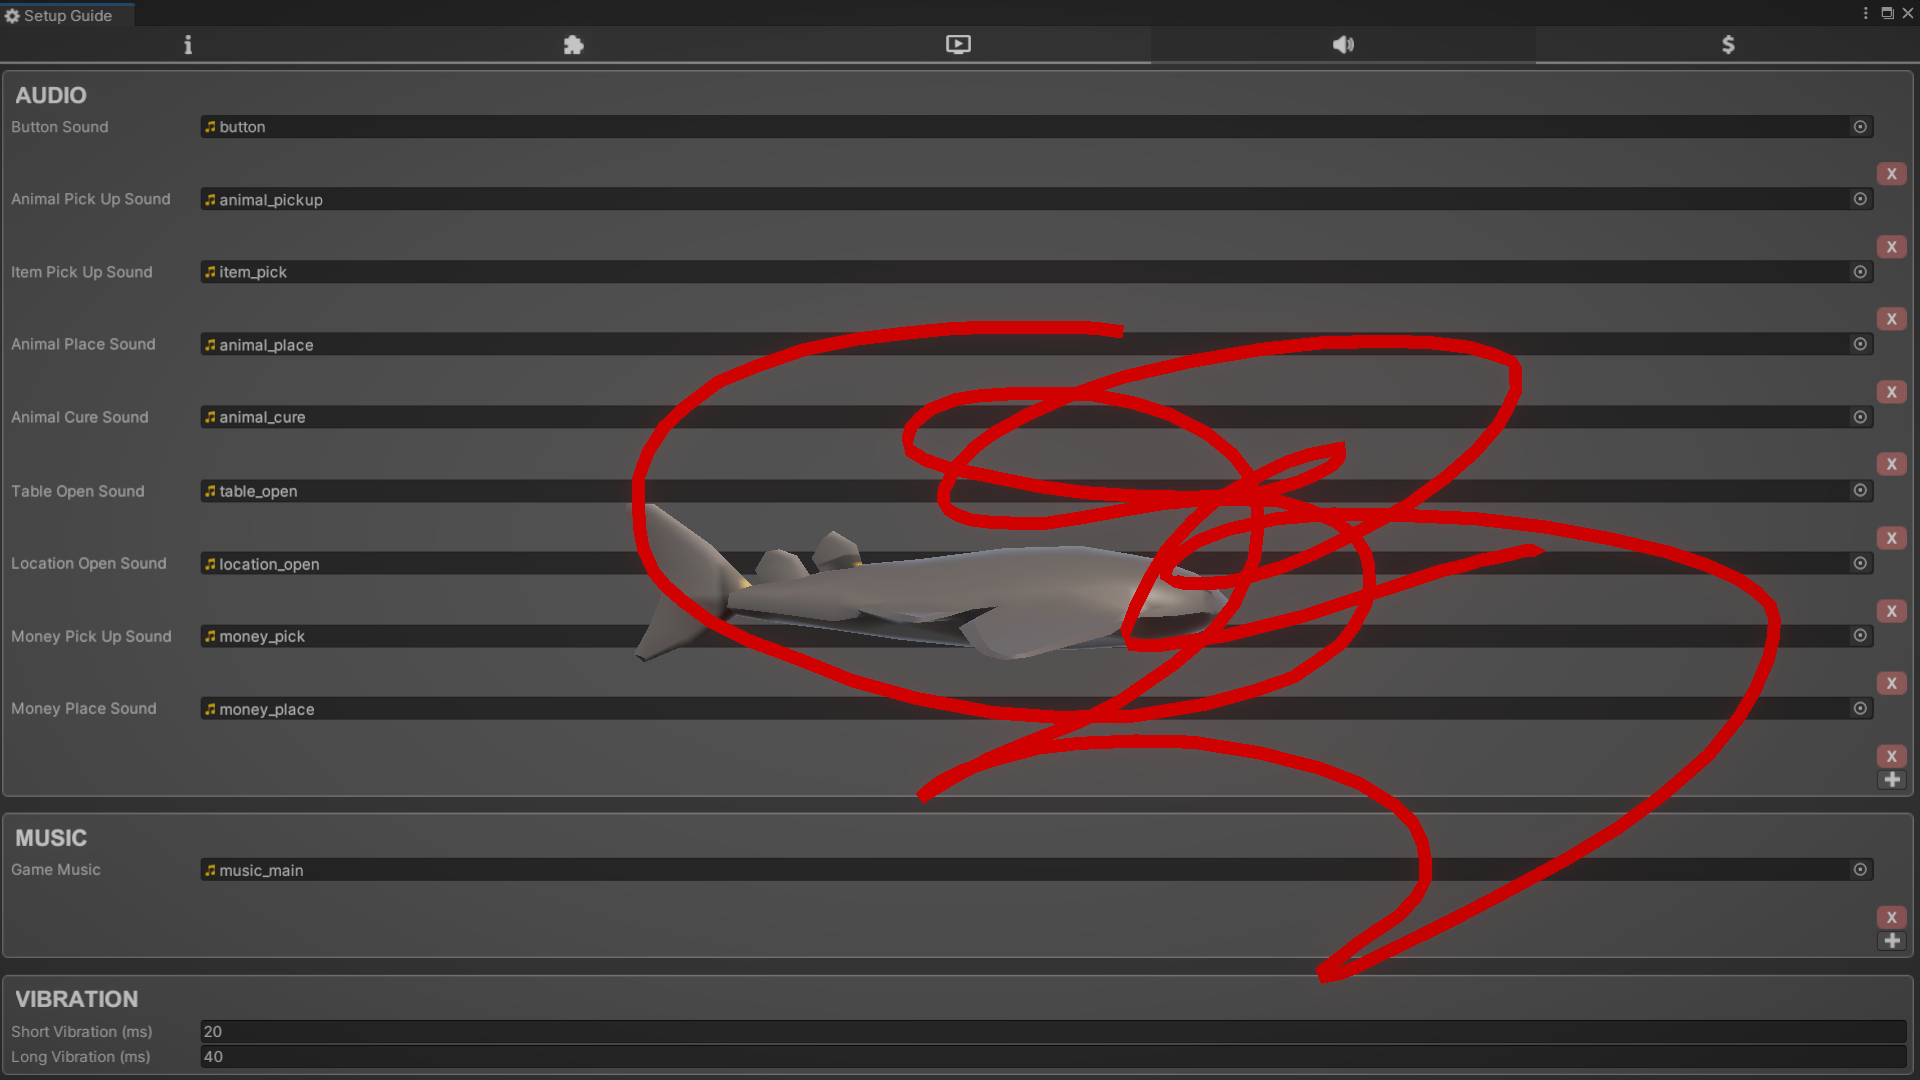 Setup Guide
AUDIO
Button Sound button
X
Animal Pick Up Sound animal_pickup
X
Item Pick Up Sound item_pick
X
Animal Place Sound animal_place
X
Animal Cure Sound animal_cure
X
Table Open Sound table_open
X
Location Open Sound location_open
X
Money Pick Up Sound money_pick
X
Money Place Sound money_place
X
MUSIC
Game Music music_main
X
VIBRATION
Short Vibration (ms) 20
Long Vibration (ms) 40